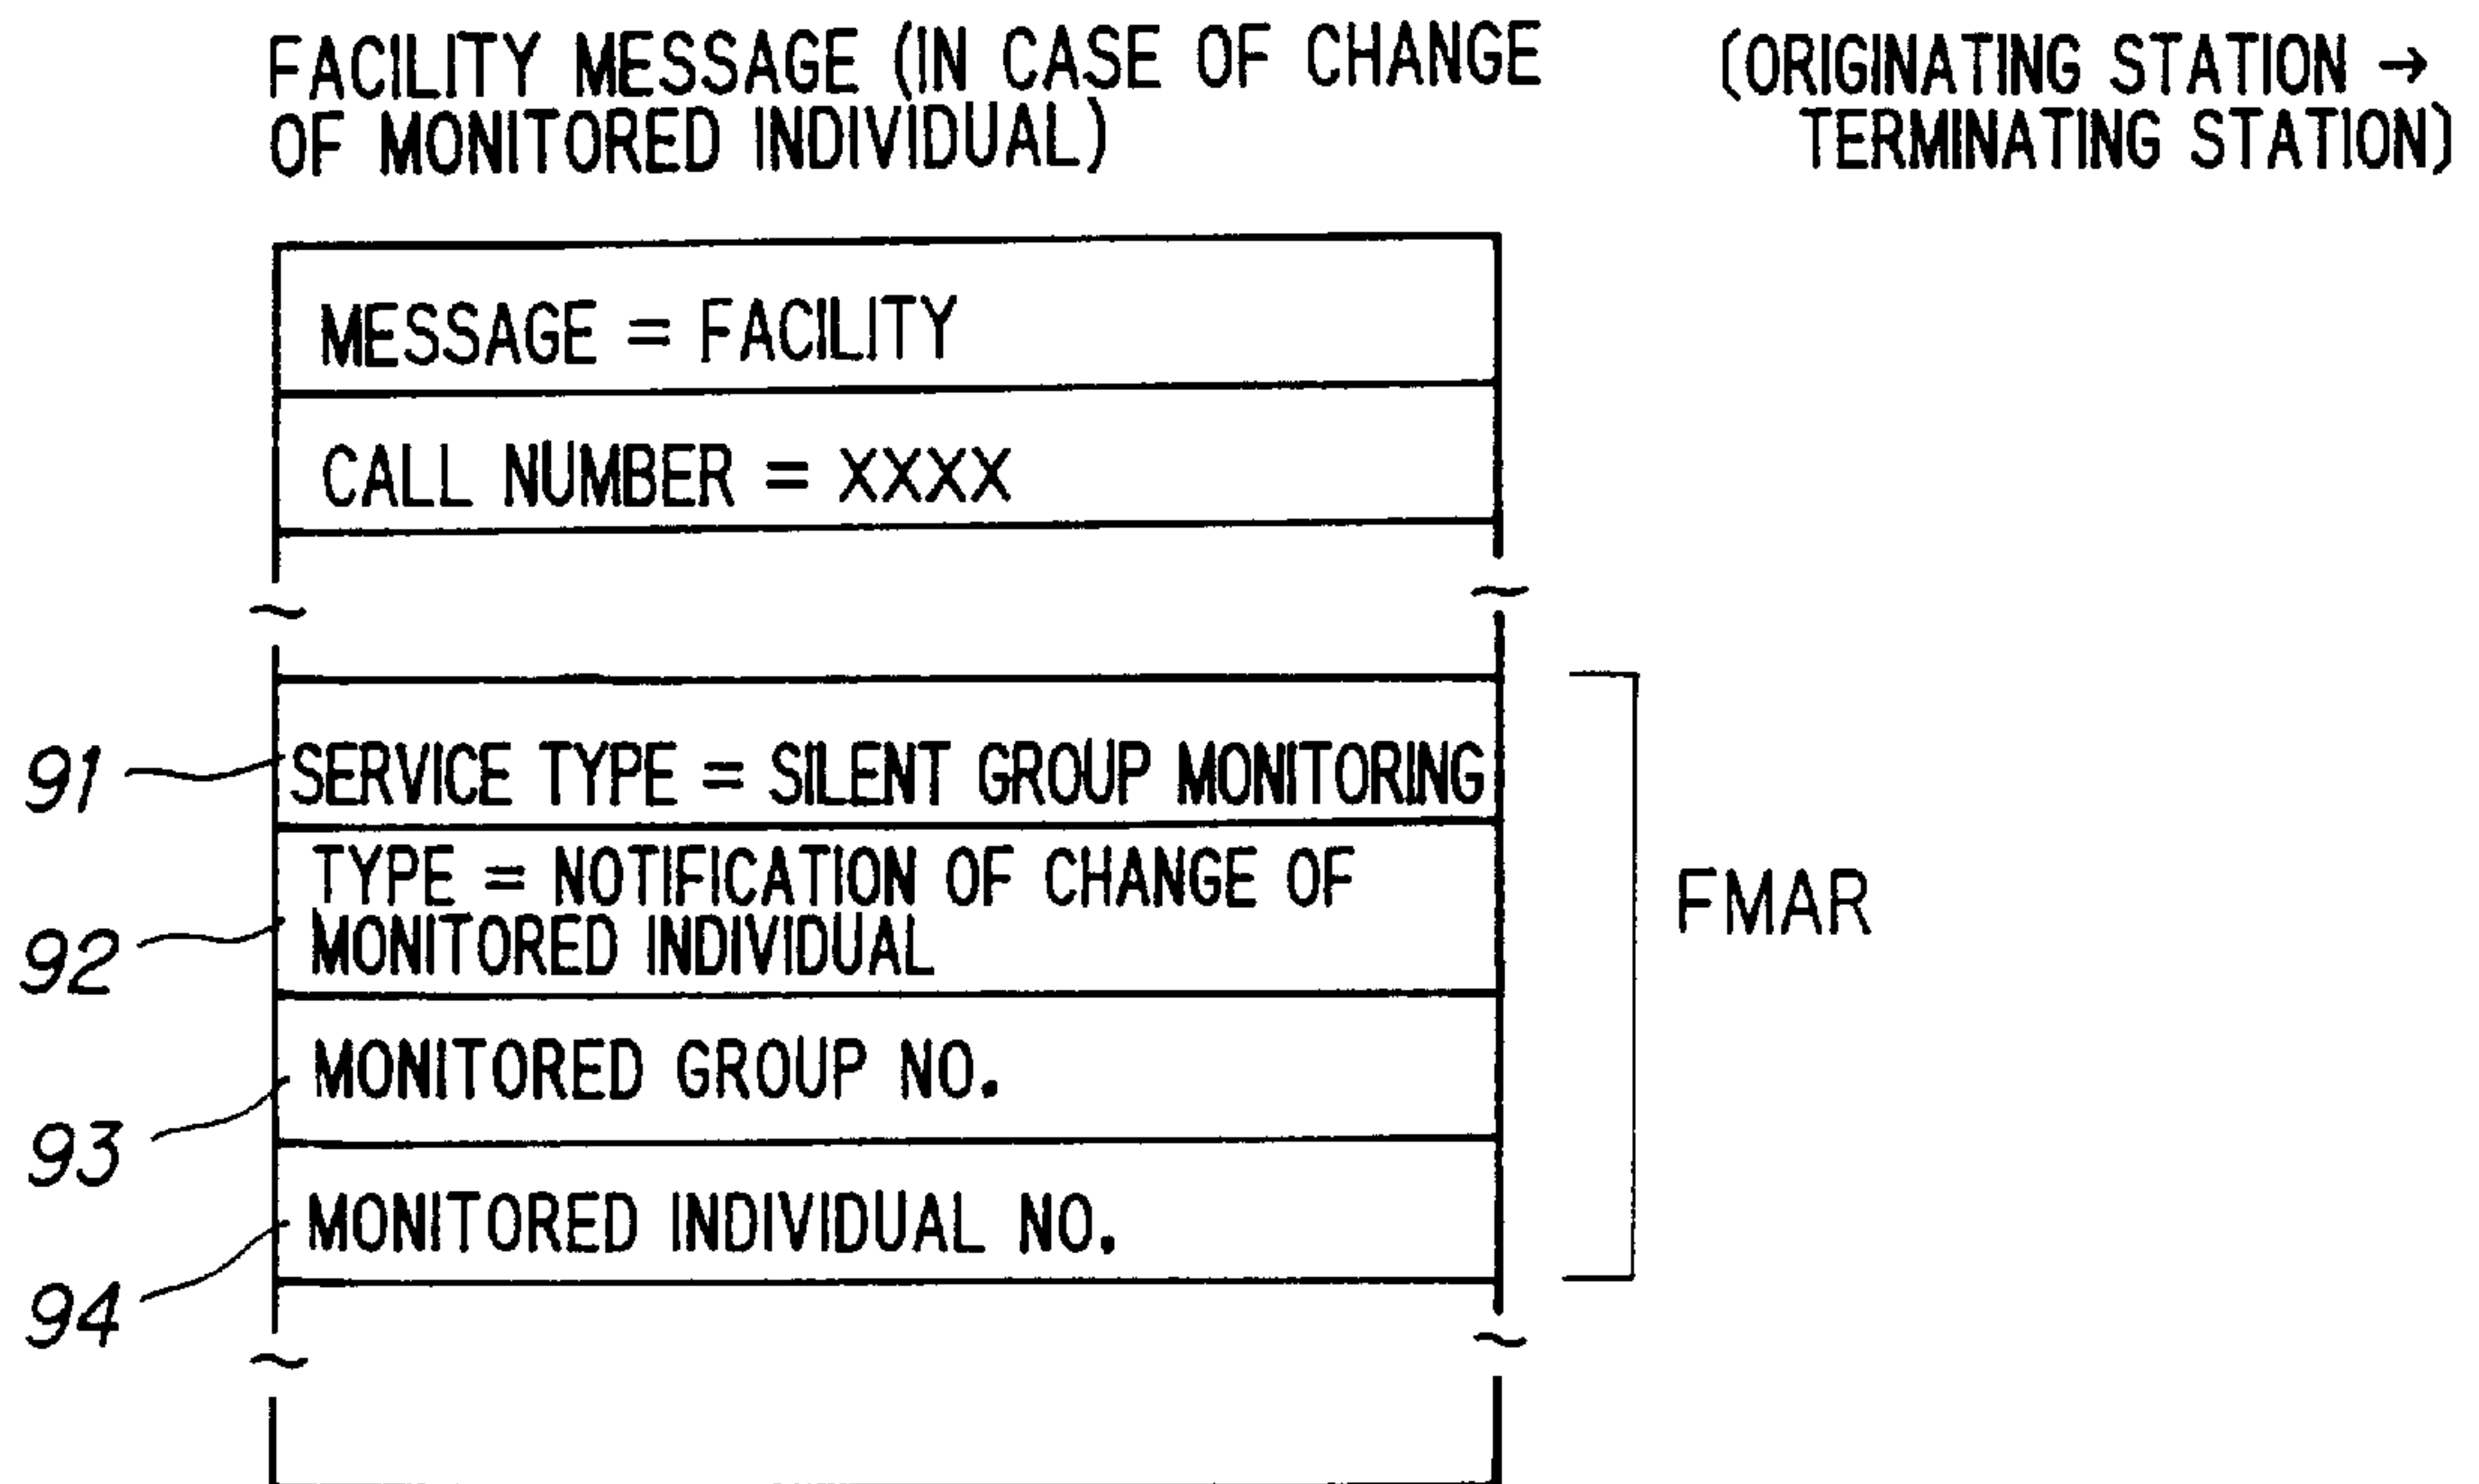 FACILITY MESSAGE (IN CASE OF CHANGE
OF MONITORED INDIVIDUAL)
(ORIGINATING STATION →
TERMINATING STATION)
MESSAGE = FACILITY
CALL NUMBER = XXXX
91
SERVICE TYPE = SILENT GROUP MONITORING
92
TYPE = NOTIFICATION OF CHANGE OF
MONITORED INDIVIDUAL
FMAR
93
MONITORED GROUP NO.
94
MONITORED INDIVIDUAL NO.